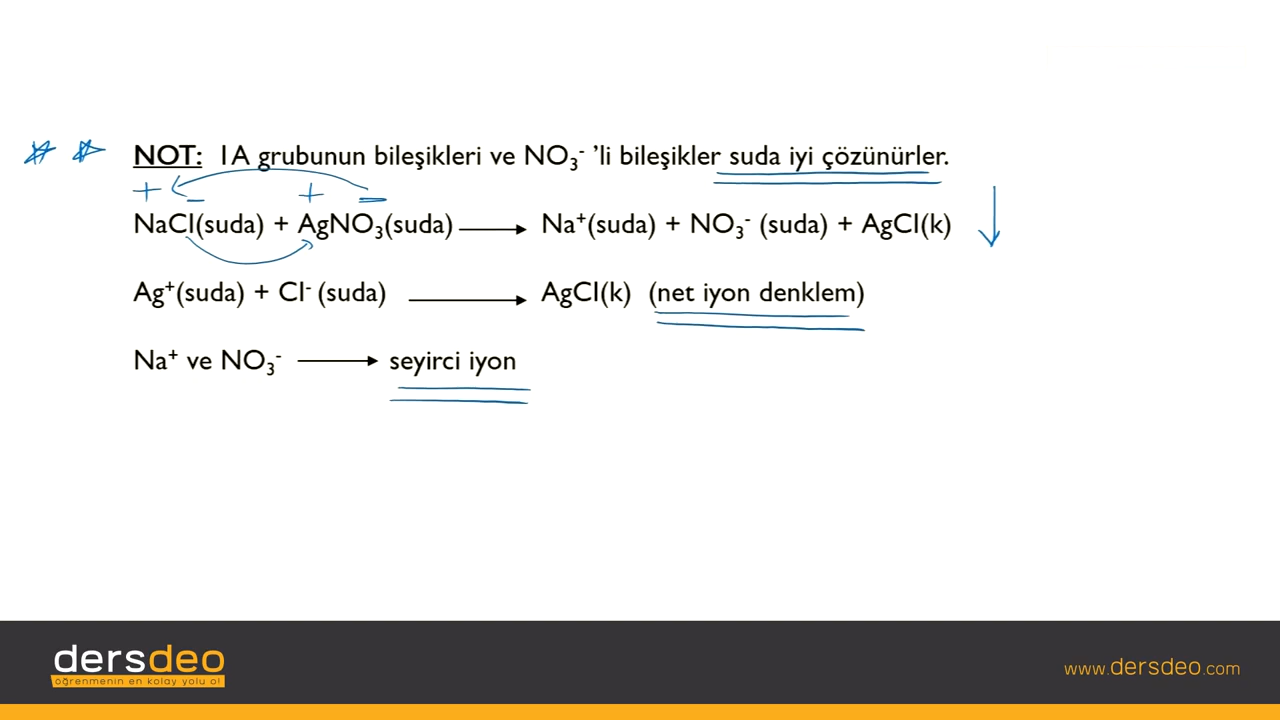 NOT: 1A grubunun bileşikleri ve NO₃⁻ 'li bileşikler suda iyi çözünürler.
+ - + -
NaCl(suda) + AgNO₃(suda) → Na⁺(suda) + NO₃⁻ (suda) + AgCl(k) ↓
Ag⁺(suda) + Cl⁻ (suda) → AgCl(k) (net iyon denklem)
Na⁺ ve NO₃⁻ → seyirci iyon
dersdeo
öğrenmenin en kolay yolu o!
www.dersdeo.com